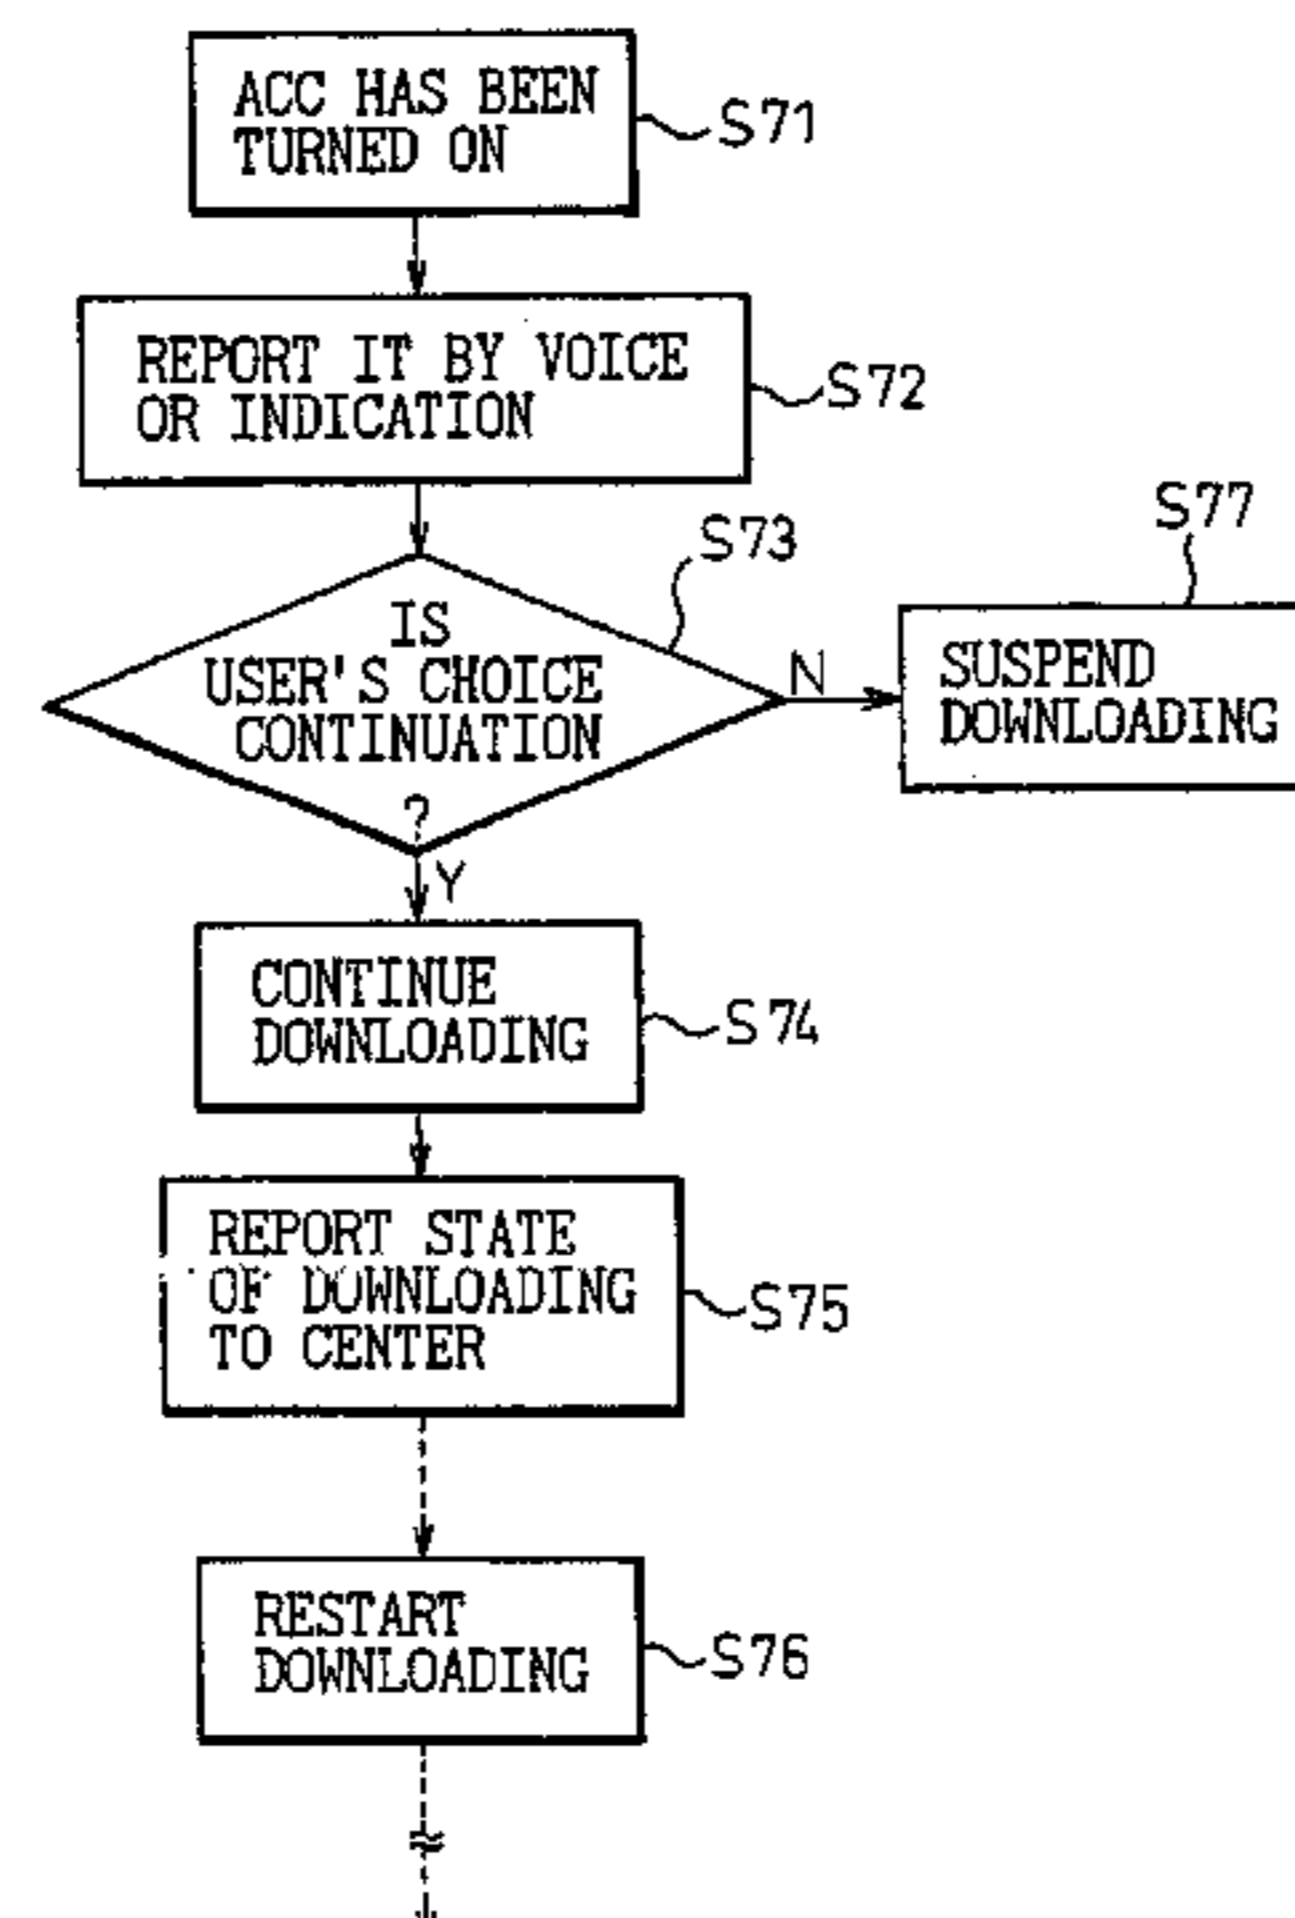 ACC HAS BEEN
TURNED ON
S71
REPORT IT BY VOICE
OR INDICATION
S72
S73
IS
USER'S CHOICE
CONTINUATION
?
N
S77
SUSPEND
DOWNLOADING
Y
CONTINUE
DOWNLOADING
S74
REPORT STATE
OF DOWNLOADING
TO CENTER
S75
RESTART
DOWNLOADING
S76